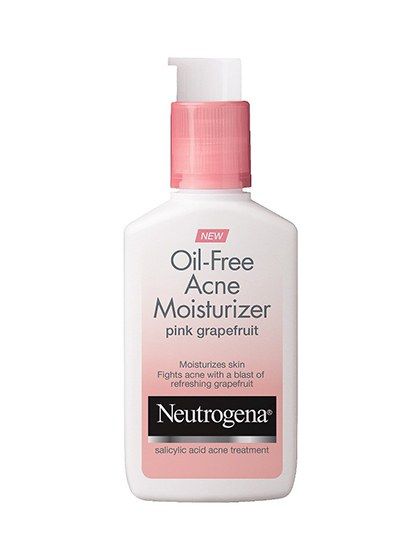 NEW
Oil-Free
Acne
Moisturizer
pink grapefruit
Moisturizes skin
Fights acne with a blast of
refreshing grapefruit
Neutrogena®
salicylic acid acne treatment